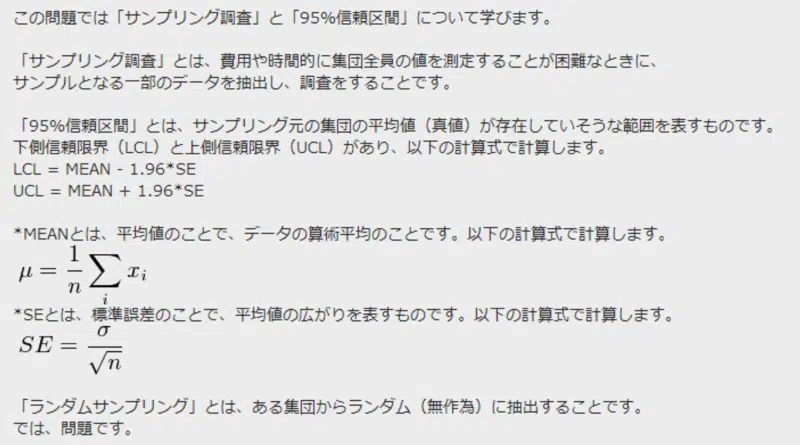 この問題では「サンプリング調査」と「95%信頼区間」について学びます。
「サンプリング調査」とは、費用や時間的に集団全員の値を測定することが困難なときに、
サンプルとなる一部のデータを抽出し、調査をすることです。
「95%信頼区間」とは、サンプリング元の集団の平均値（真値）が存在していそうな範囲を表すものです。
下側信頼限界（LCL）と上側信頼限界（UCL）があり、以下の計算式で計算します。
LCL = MEAN - 1.96*SE
UCL = MEAN + 1.96*SE
*MEANとは、平均値のことで、データの算術平均のことです。以下の計算式で計算します。
μ = 1/n ∑_i x_i
*SEとは、標準誤差のことで、平均値の広がりを表すものです。以下の計算式で計算します。
SE = σ/√n
「ランダムサンプリング」とは、ある集団からランダム（無作為）に抽出することです。
では、問題です。